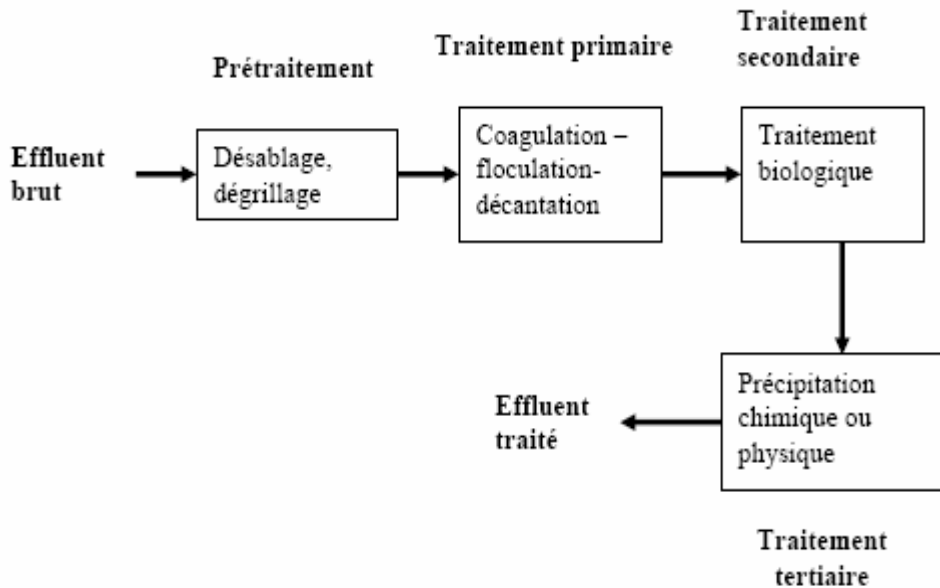 Prétraitement
Traitement primaire
Traitement
secondaire
Effluent
brut
Désablage,
dégrillage
Coagulation –
floculation-
décantation
Traitement
biologique
Précipitation
chimique ou
physique
Effluent
traité
Traitement
tertiaire